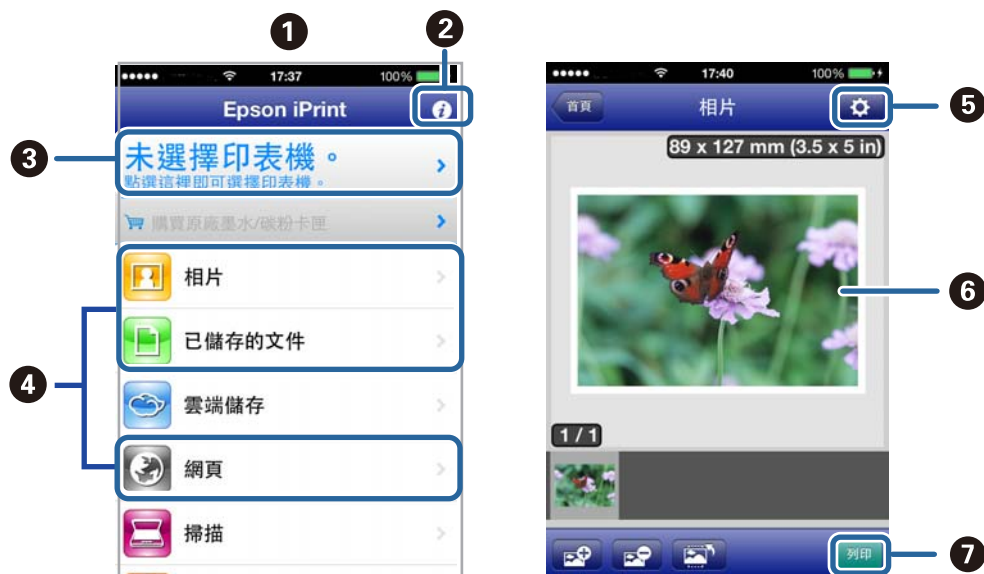 1
2
17:37
100%
Epson iPrint
3
未選擇印表機。
點選這裡即可選擇印表機。
購買原廠墨水/碳粉卡匣
相片
已儲存的文件
4
雲端儲存
網頁
掃描
17:40
100%
首頁
相片
5
89 x 127 mm (3.5 x 5 in)
6
1 / 1
列印
7